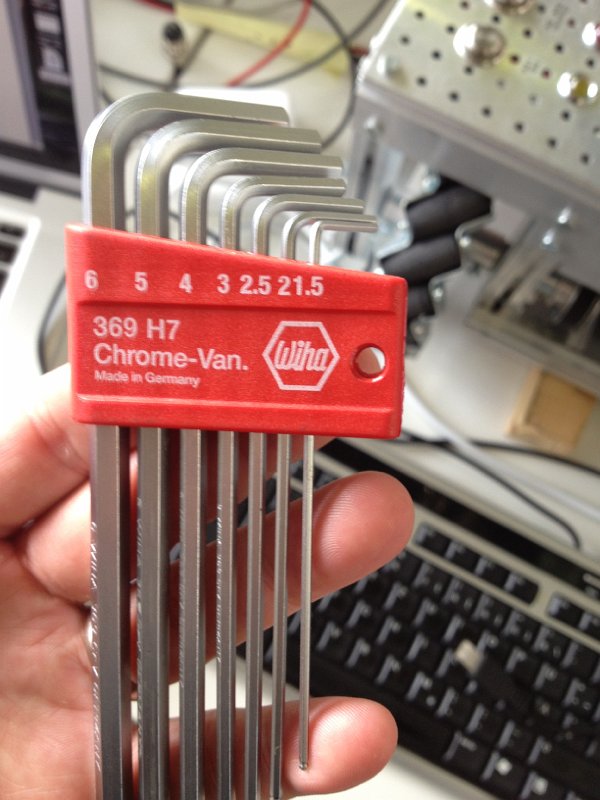 6 5 4 3 2.5 2 1.5
369 H7
Chrome-Van.
Made in Germany
Wiha